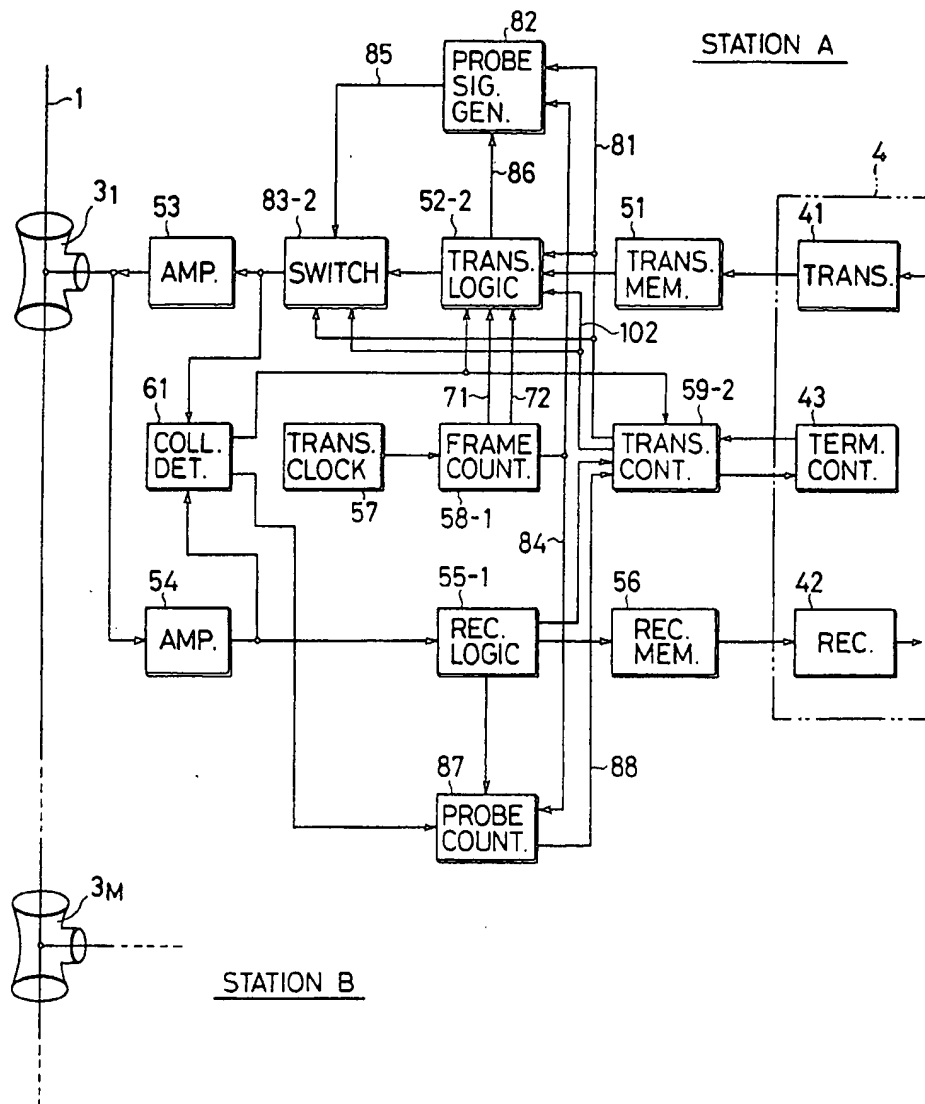 82
STATION A
85
PROBE
SIG.
GEN.
1
81
86
4
31
53
83-2
52-2
51
41
AMP.
SWITCH
TRANS.
LOGIC
TRANS.
MEM.
TRANS.
102
61
71
72
59-2
43
COLL.
DET.
TRANS.
CLOCK
FRAME
COUNT.
TRANS.
CONT.
TERM.
CONT.
57
58-1
84
54
55-1
56
42
AMP.
REC.
LOGIC
REC.
MEM.
REC.
87
88
PROBE
COUNT.
3M
STATION B